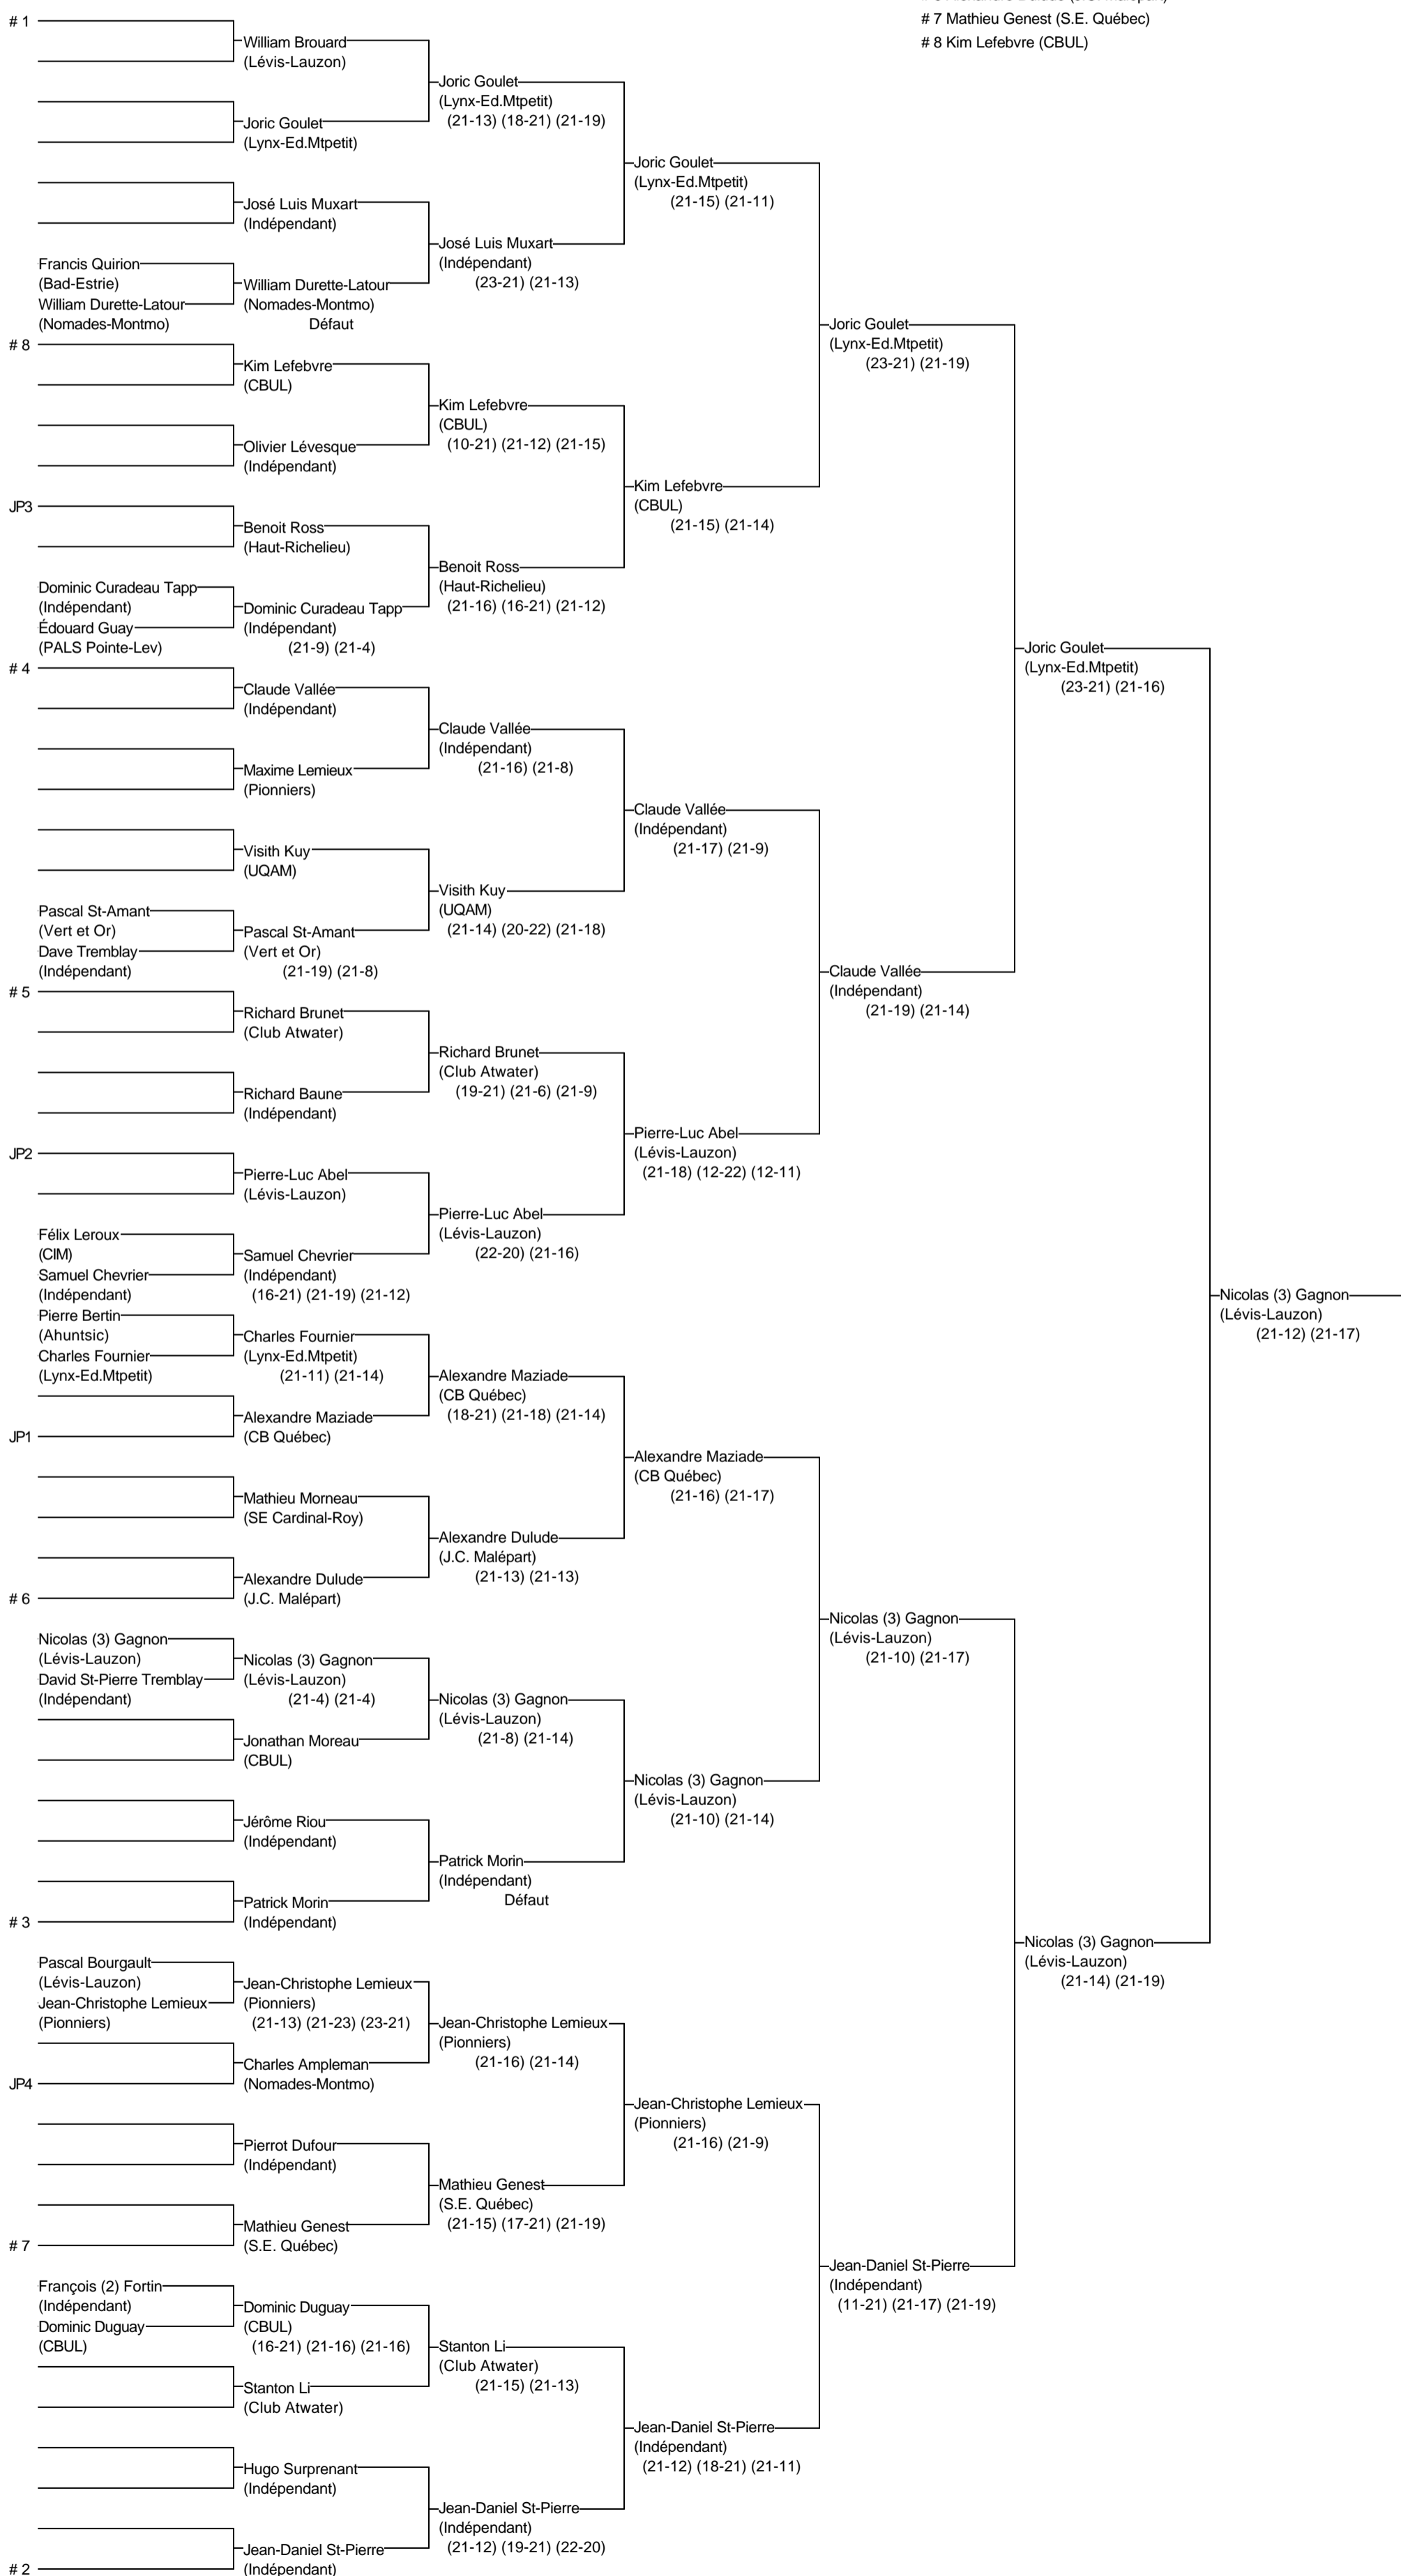 # 7 Mathieu Genest (S.E. Québec)
# 8 Kim Lefebvre (CBUL)
# 1
William Brouard
(Lévis-Lauzon)
Joric Goulet
(Lynx-Ed.Mtpetit)
(21-13) (18-21) (21-19)
Joric Goulet
(Lynx-Ed.Mtpetit)
Joric Goulet
(Lynx-Ed.Mtpetit)
(21-15) (21-11)
José Luis Muxart
(Indépendant)
José Luis Muxart
(Indépendant)
(23-21) (21-13)
Francis Quirion
(Bad-Estrie)
William Durette-Latour
(Nomades-Montmo)
William Durette-Latour
(Nomades-Montmo)
Défaut
Joric Goulet
(Lynx-Ed.Mtpetit)
(23-21) (21-19)
# 8
Kim Lefebvre
(CBUL)
Kim Lefebvre
(CBUL)
(10-21) (21-12) (21-15)
Olivier Lévesque
(Indépendant)
Kim Lefebvre
(CBUL)
(21-15) (21-14)
JP3
Benoit Ross
(Haut-Richelieu)
Benoit Ross
(Haut-Richelieu)
(21-16) (16-21) (21-12)
Dominic Curadeau Tapp
(Indépendant)
Édouard Guay
(PALS Pointe-Lev)
Dominic Curadeau Tapp
(Indépendant)
(21-9) (21-4)
Joric Goulet
(Lynx-Ed.Mtpetit)
(23-21) (21-16)
# 4
Claude Vallée
(Indépendant)
Claude Vallée
(Indépendant)
(21-16) (21-8)
Maxime Lemieux
(Pionniers)
Claude Vallée
(Indépendant)
(21-17) (21-9)
Visith Kuy
(UQAM)
Visith Kuy
(UQAM)
(21-14) (20-22) (21-18)
Pascal St-Amant
(Vert et Or)
Dave Tremblay
(Indépendant)
Pascal St-Amant
(Vert et Or)
(21-19) (21-8)
Claude Vallée
(Indépendant)
(21-19) (21-14)
# 5
Richard Brunet
(Club Atwater)
Richard Brunet
(Club Atwater)
(19-21) (21-6) (21-9)
Richard Baune
(Indépendant)
Pierre-Luc Abel
(Lévis-Lauzon)
(21-18) (12-22) (12-11)
JP2
Pierre-Luc Abel
(Lévis-Lauzon)
Pierre-Luc Abel
(Lévis-Lauzon)
(22-20) (21-16)
Félix Leroux
(CIM)
Samuel Chevrier
(Indépendant)
Samuel Chevrier
(Indépendant)
(16-21) (21-19) (21-12)
Nicolas (3) Gagnon
(Lévis-Lauzon)
(21-12) (21-17)
Pierre Bertin
(Ahuntsic)
Charles Fournier
(Lynx-Ed.Mtpetit)
Charles Fournier
(Lynx-Ed.Mtpetit)
(21-11) (21-14)
Alexandre Maziade
(CB Québec)
(18-21) (21-18) (21-14)
Alexandre Maziade
(CB Québec)
JP1
Alexandre Maziade
(CB Québec)
(21-16) (21-17)
Mathieu Morneau
(SE Cardinal-Roy)
Alexandre Dulude
(J.C. Malépart)
(21-13) (21-13)
Alexandre Dulude
(J.C. Malépart)
# 6
Nicolas (3) Gagnon
(Lévis-Lauzon)
(21-10) (21-17)
Nicolas (3) Gagnon
(Lévis-Lauzon)
David St-Pierre Tremblay
(Indépendant)
Nicolas (3) Gagnon
(Lévis-Lauzon)
(21-4) (21-4)
Nicolas (3) Gagnon
(Lévis-Lauzon)
(21-8) (21-14)
Jonathan Moreau
(CBUL)
Nicolas (3) Gagnon
(Lévis-Lauzon)
(21-10) (21-14)
Jérôme Riou
(Indépendant)
Patrick Morin
(Indépendant)
Défaut
Patrick Morin
(Indépendant)
# 3
Nicolas (3) Gagnon
(Lévis-Lauzon)
(21-14) (21-19)
Pascal Bourgault
(Lévis-Lauzon)
Jean-Christophe Lemieux
(Pionniers)
Jean-Christophe Lemieux
(Pionniers)
(21-13) (21-23) (23-21)
Jean-Christophe Lemieux
(Pionniers)
(21-16) (21-14)
Charles Ampleman
(Nomades-Montmo)
JP4
Jean-Christophe Lemieux
(Pionniers)
(21-16) (21-9)
Pierrot Dufour
(Indépendant)
Mathieu Genest
(S.E. Québec)
(21-15) (17-21) (21-19)
Mathieu Genest
(S.E. Québec)
# 7
Jean-Daniel St-Pierre
(Indépendant)
(11-21) (21-17) (21-19)
François (2) Fortin
(Indépendant)
Dominic Duguay
(CBUL)
Dominic Duguay
(CBUL)
(16-21) (21-16) (21-16)
Stanton Li
(Club Atwater)
(21-15) (21-13)
Stanton Li
(Club Atwater)
Jean-Daniel St-Pierre
(Indépendant)
(21-12) (18-21) (21-11)
Hugo Surprenant
(Indépendant)
Jean-Daniel St-Pierre
(Indépendant)
(21-12) (19-21) (22-20)
Jean-Daniel St-Pierre
(Indépendant)
# 2